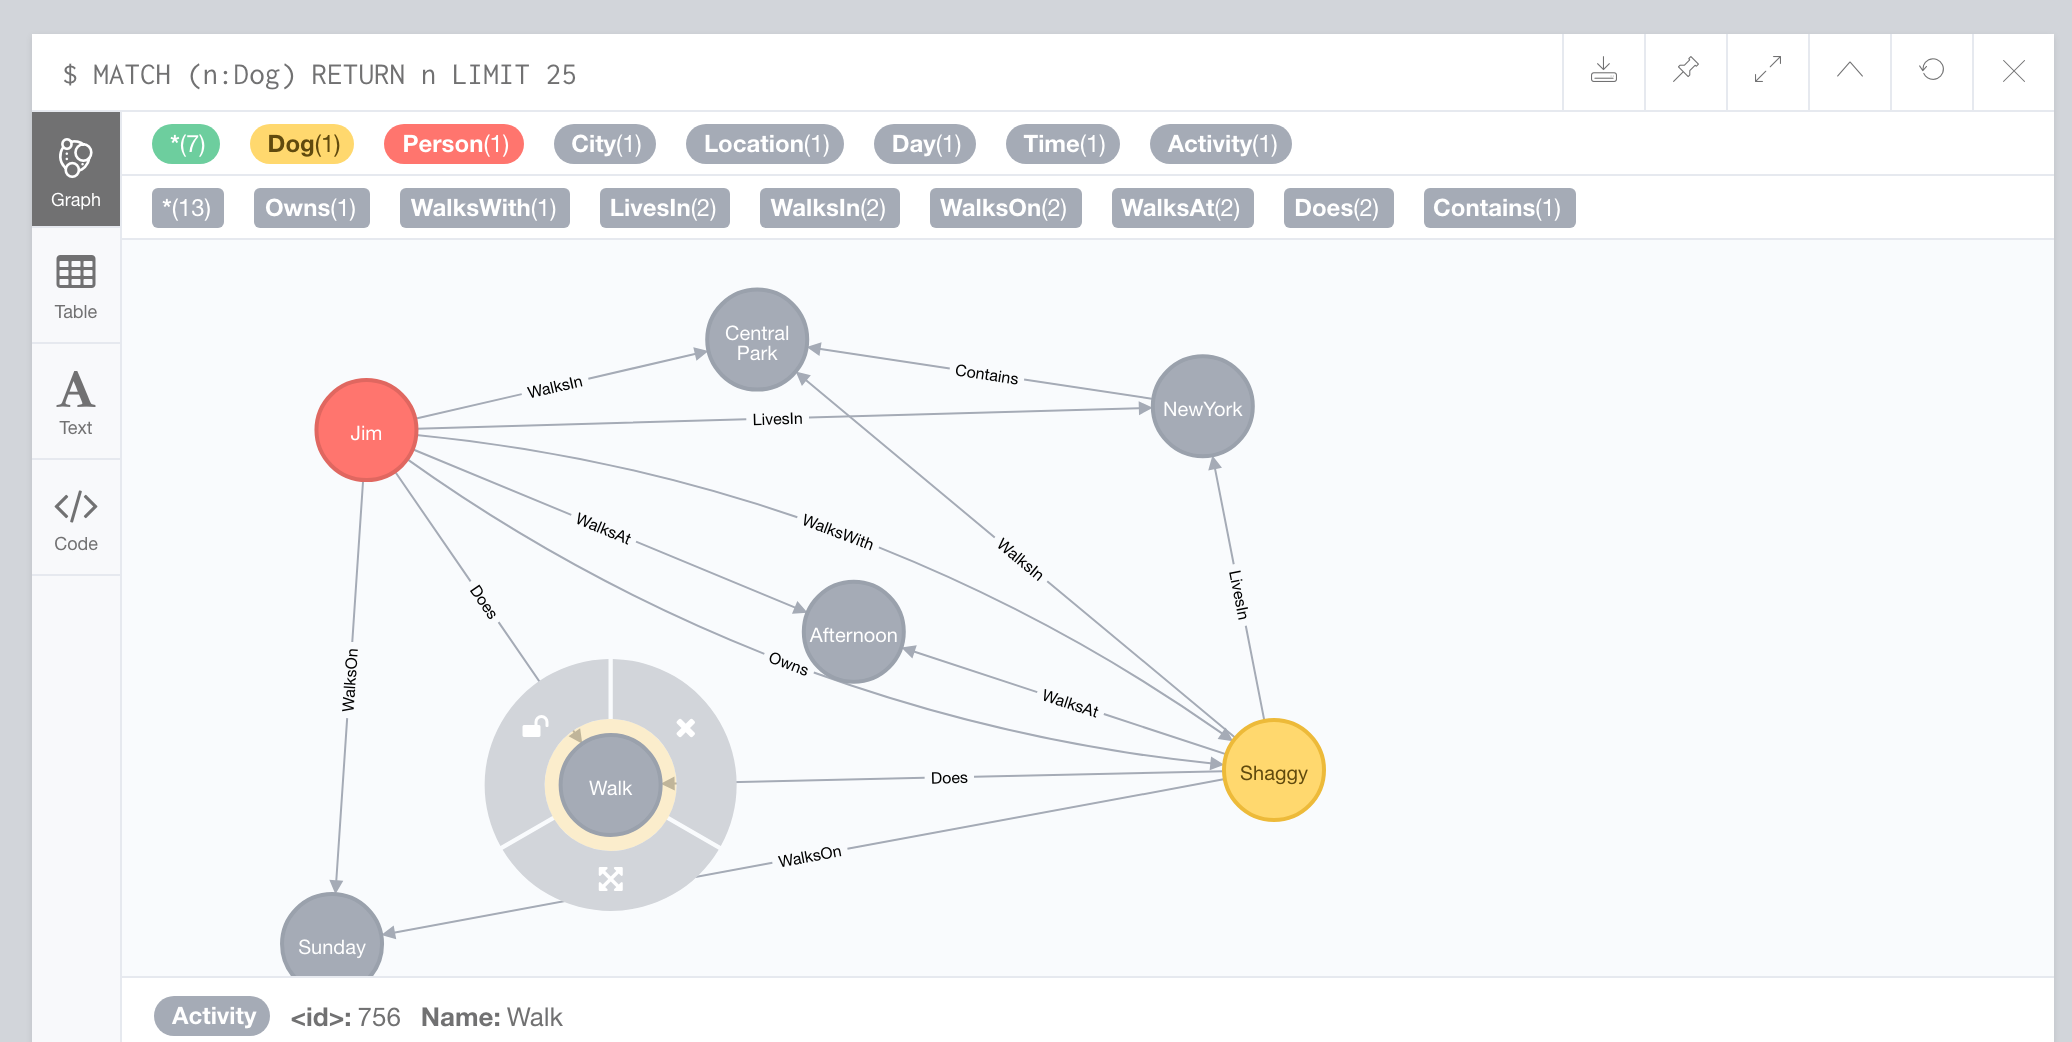 $ MATCH (n:Dog) RETURN n LIMIT 25
*(7) Dog(1) Person(1) City(1) Location(1) Day(1) Time(1) Activity(1)
*(13) Owns(1) WalksWith(1) LivesIn(2) WalksIn(2) WalksOn(2) WalksAt(2) Does(2) Contains(1)
Graph
Table
Text
Code
Central
Park
WalksIn
Contains
NewYork
LivesIn
Jim
WalksAt
WalksWith
WalksIn
Does
LivesIn
Afternoon
Owns
WalksOn
WalksAt
Walk
Does
Shaggy
WalksOn
Sunday
Activity <id>: 756 Name: Walk